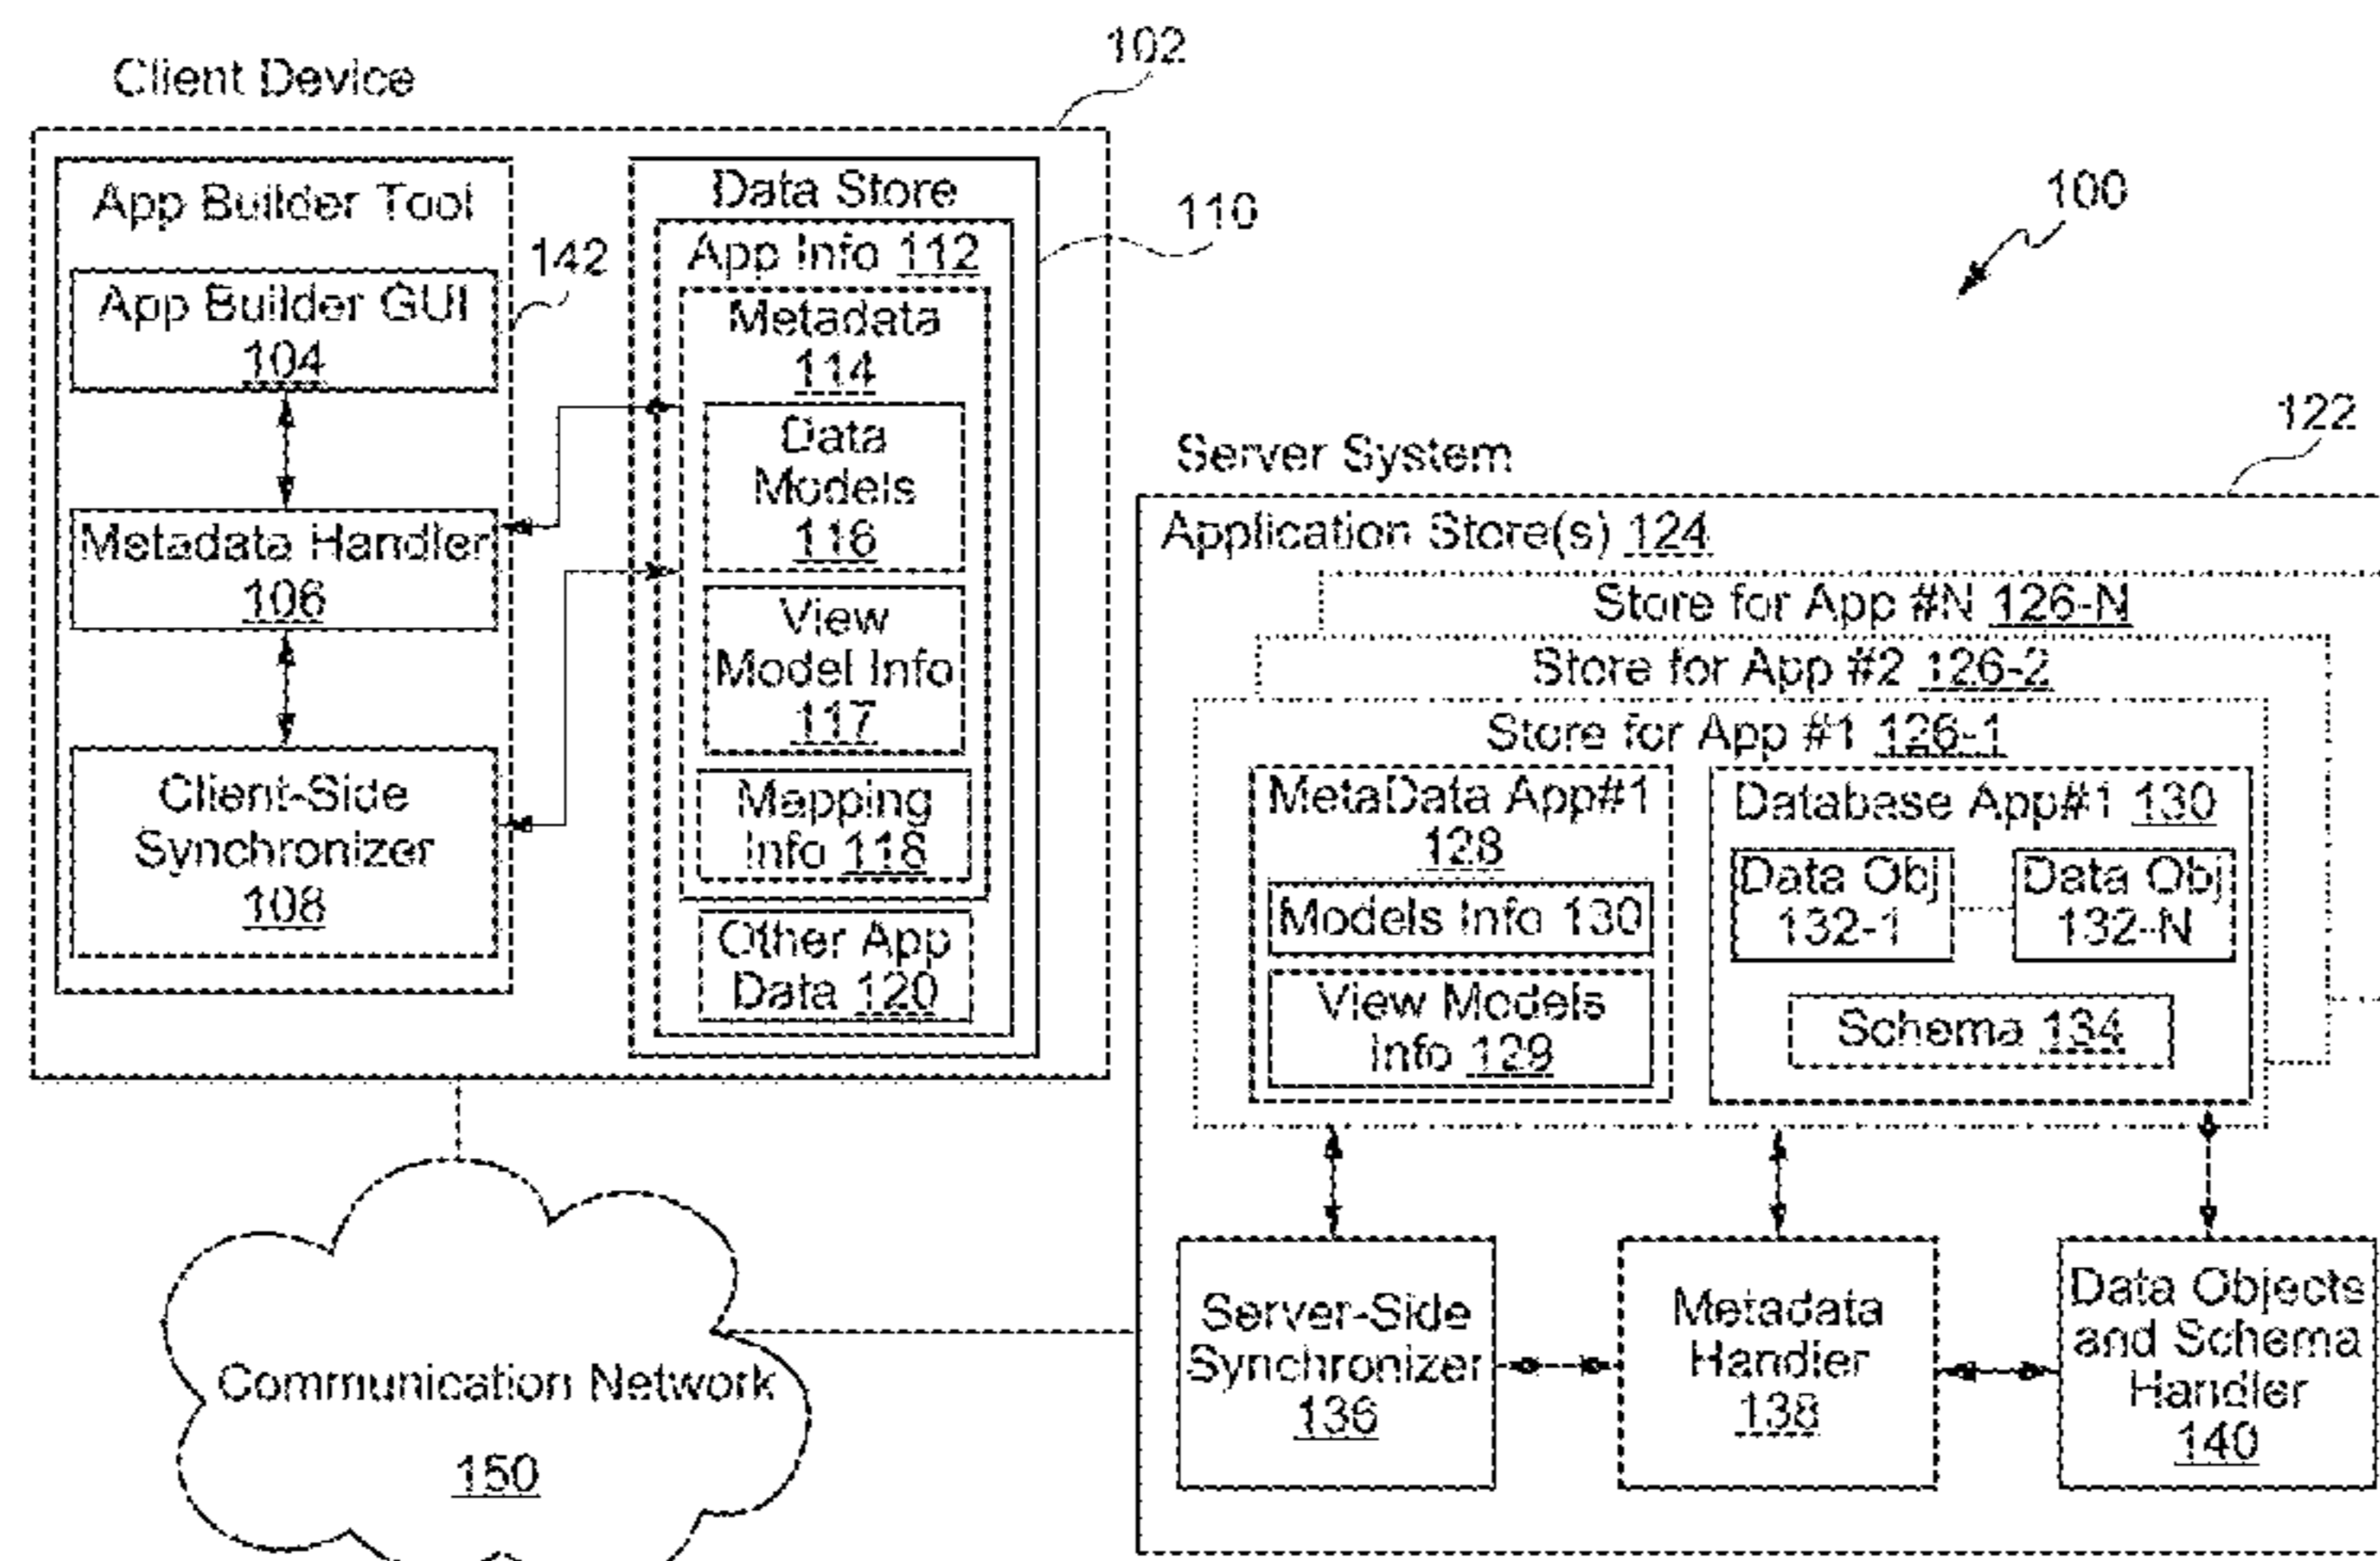 Client Device
102
App Builder Tool
App Builder GUI
104
142
Metadata Handler
106
Client-Side
Synchronizer
108
Data Store
110
App Info 112
Metadata
114
Data
Models
116
View
Model Info
117
Mapping
Info 118
Other App
Data 120
100
122
Server System
Application Store(s) 124
Store for App #N 126-N
Store for App #2 126-2
Store for App #1 126-1
MetaData App#1
128
Models Info 130
View Models
Info 129
Database App#1 130
Data Obj
132-1
Data Obj
132-N
Schema 134
Server-Side
Synchronizer
136
Metadata
Handler
138
Data Objects
and Schema
Handler
140
Communication Network
150